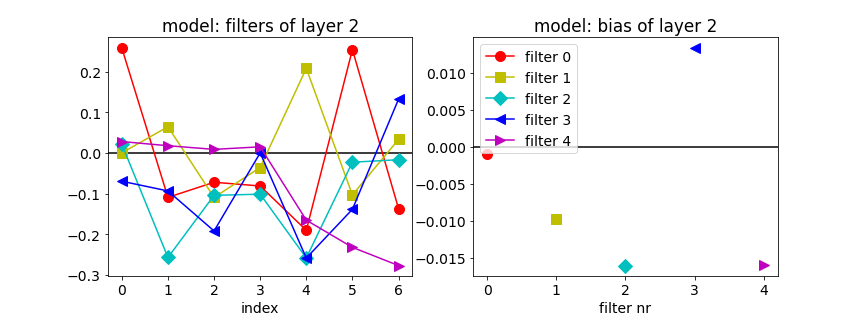 model: filters of layer 2
0.2
0.1
0.0
−0.1
−0.2
−0.3
0 1 2 3 4 5 6
index
model: bias of layer 2
filter 0
filter 1
filter 2
filter 3
filter 4
0.010
0.005
0.000
−0.005
−0.010
−0.015
0 1 2 3 4
filter nr